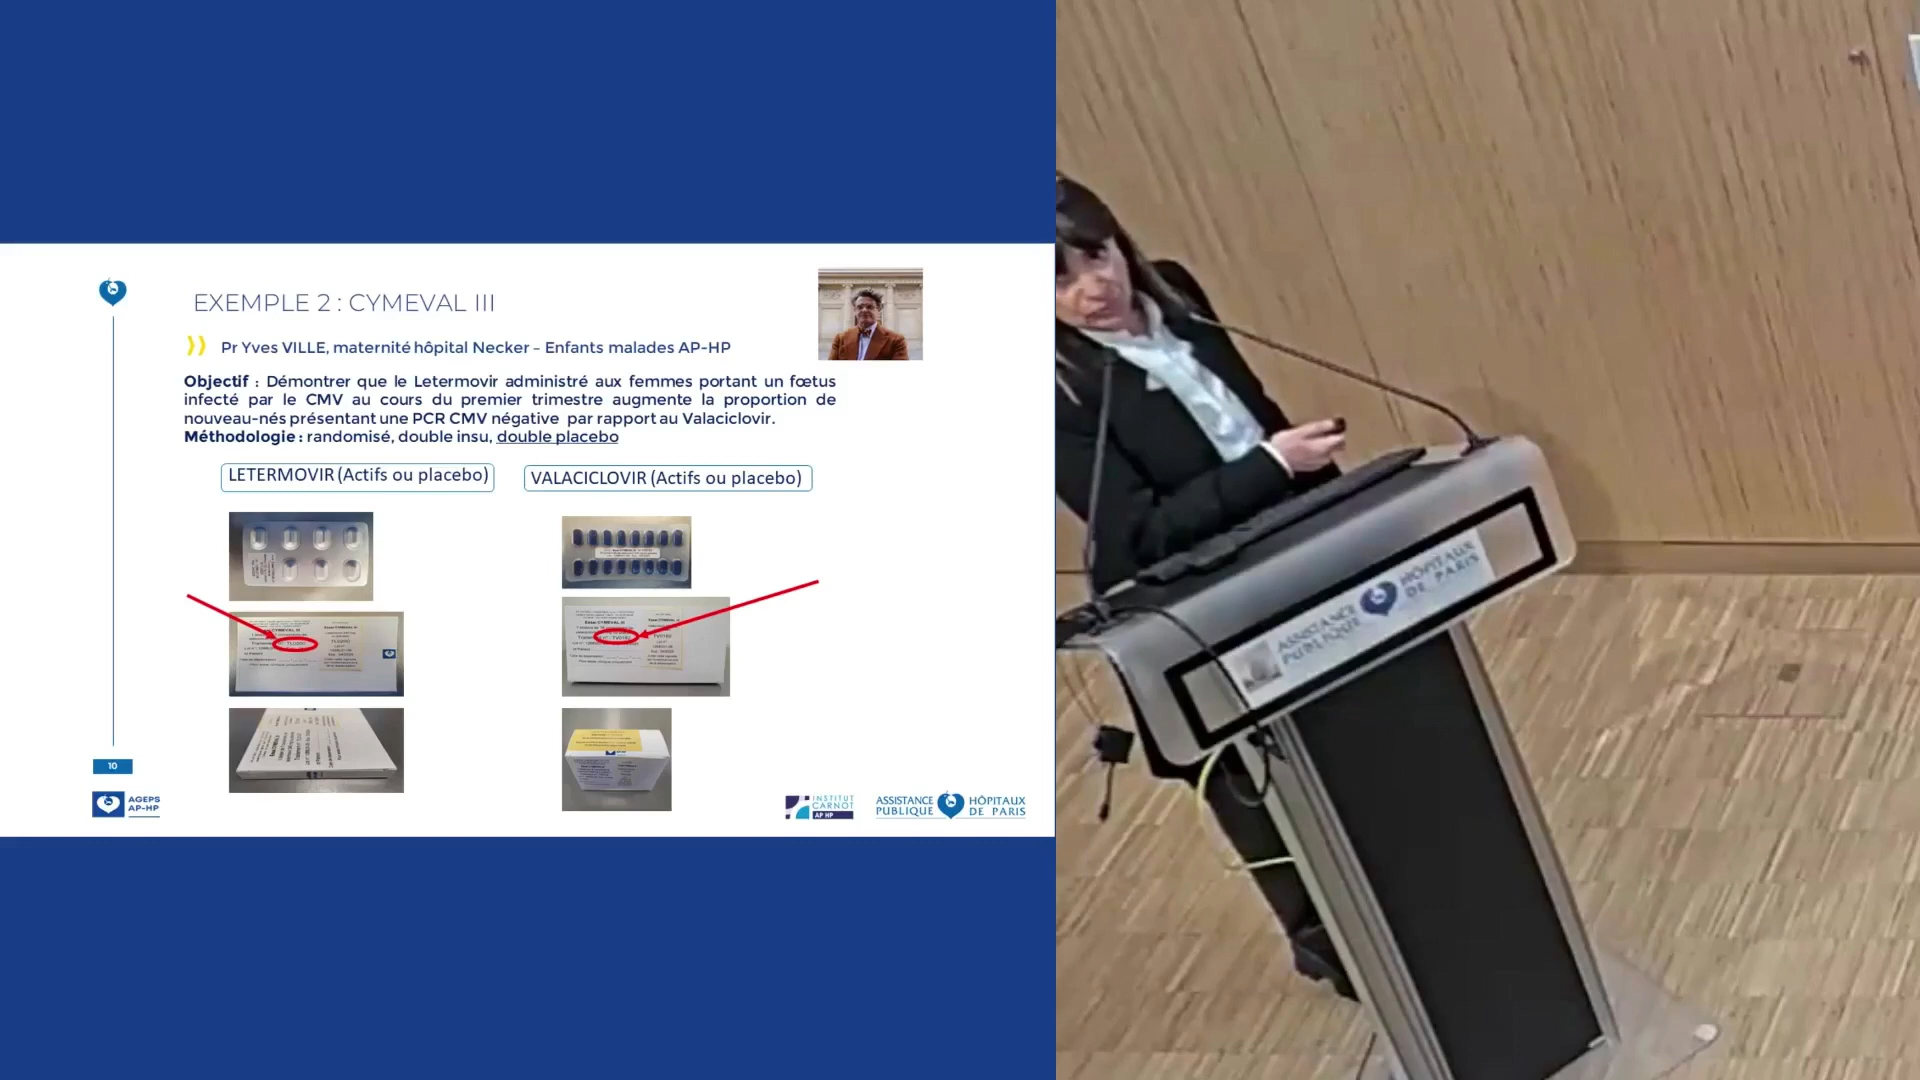 EXEMPLE 2 : CYMEVAL III
Pr Yves VILLE, maternité hôpital Necker – Enfants malades AP-HP
Objectif : Démontrer que le Letermovir administré aux femmes portant un fœtus
infecté par le CMV au cours du premier trimestre augmente la proportion de
nouveau-nés présentant une PCR CMV négative par rapport au Valaciclovir.
Méthodologie : randomisé, double insu, double placebo
LETERMOVIR (Actifs ou placebo)
VALACICLOVIR (Actifs ou placebo)
10
AGEPS
AP-HP
INSTITUT
CARNOT
AP HP
ASSISTANCE
PUBLIQUE
HÔPITAUX
DE PARIS
ASSISTANCE
PUBLIQUE
HÔPITAUX
DE PARIS